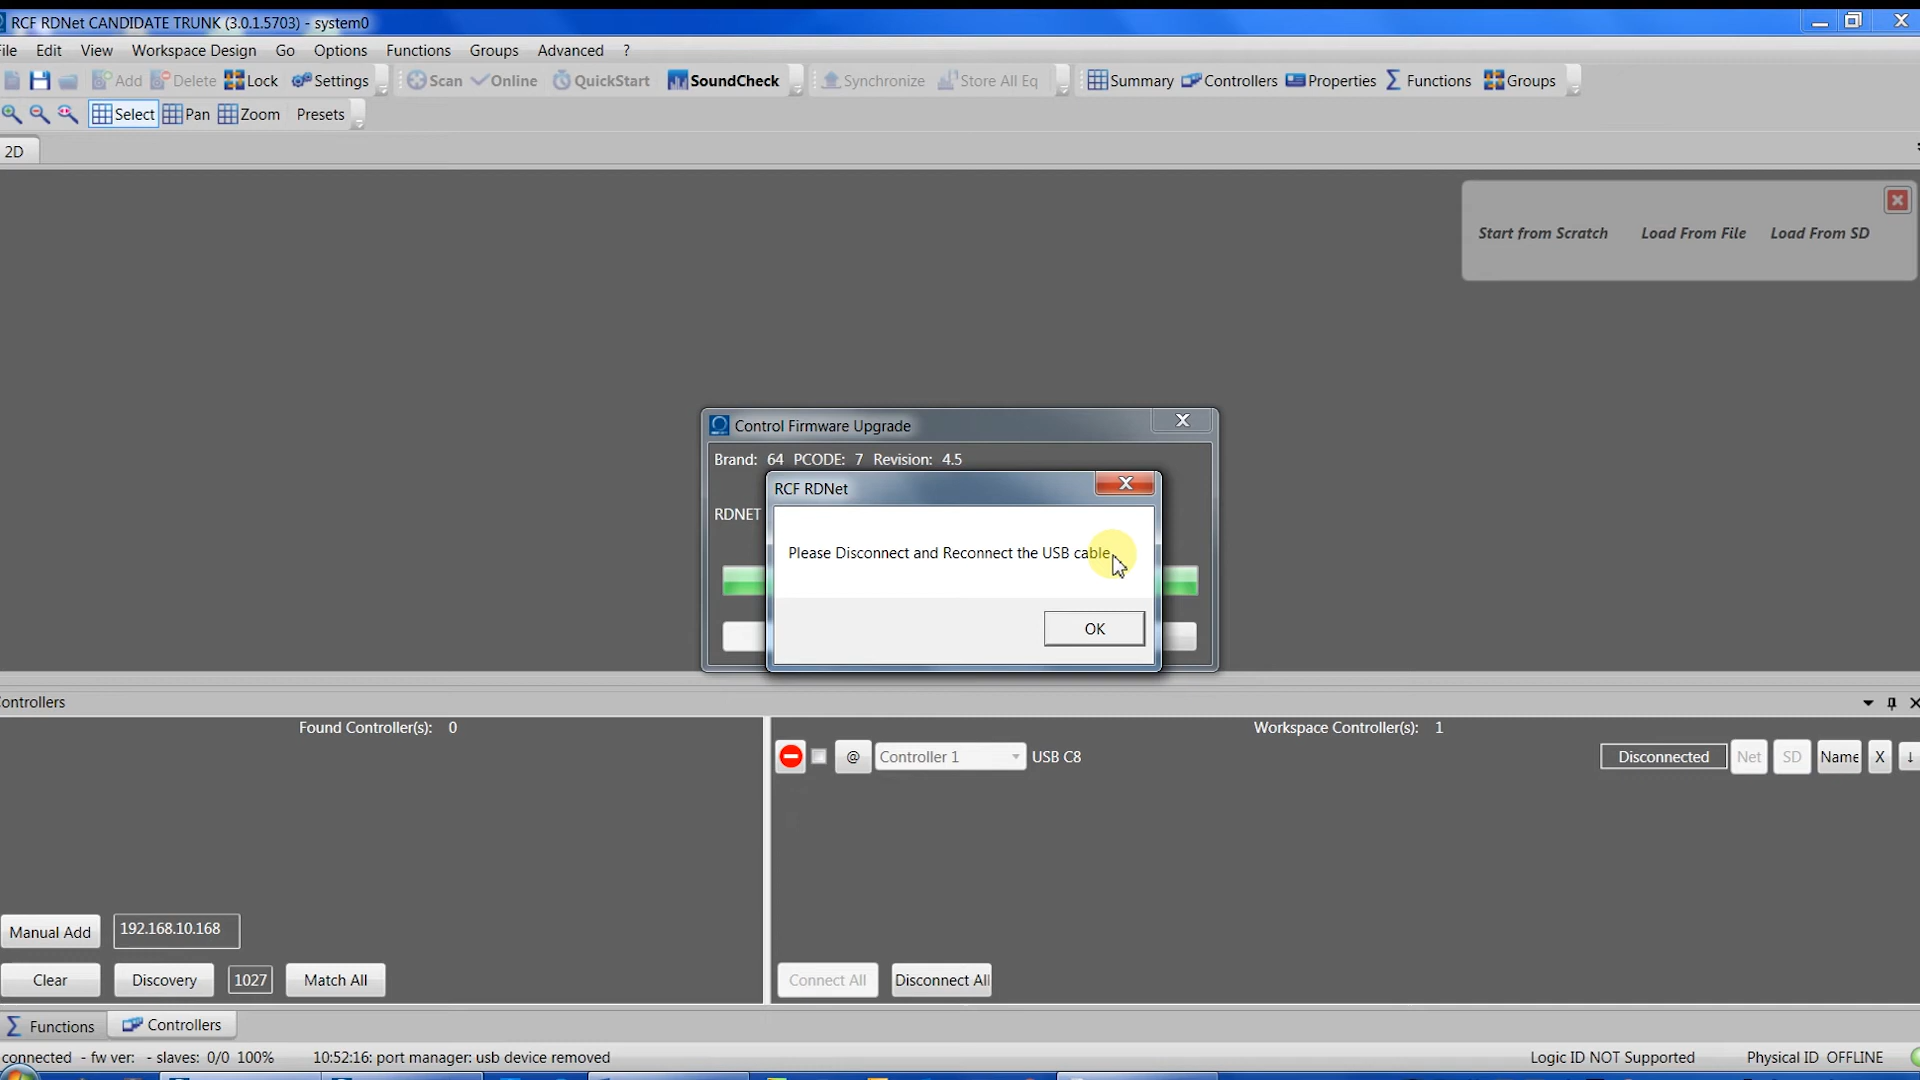 RCF RDNet CANDIDATE TRUNK (3.0.1.5703) - system0
File Edit View Workspace Design Go Options Functions Groups Advanced ?
Add Delete Lock Settings Scan Online QuickStart SoundCheck Synchronize Store All Eq Summary Controllers Properties Functions Groups
Select Pan Zoom Presets
2D
Start from Scratch Load From File Load From SD
Control Firmware Upgrade
Brand: 64 PCODE: 7 Revision: 4.5
RCF RDNet
RDNET
Please Disconnect and Reconnect the USB cable
OK
ontrollers
Found Controller(s): 0
Workspace Controller(s): 1
@ Controller 1 USB C8 Disconnected Net SD Name X ↓
Manual Add 192.168.10.168
Clear Discovery 1027 Match All Connect All Disconnect All
Functions Controllers
connected - fw ver: - slaves: 0/0 100% 10:52:16: port manager: usb device removed Logic ID NOT Supported Physical ID OFFLINE